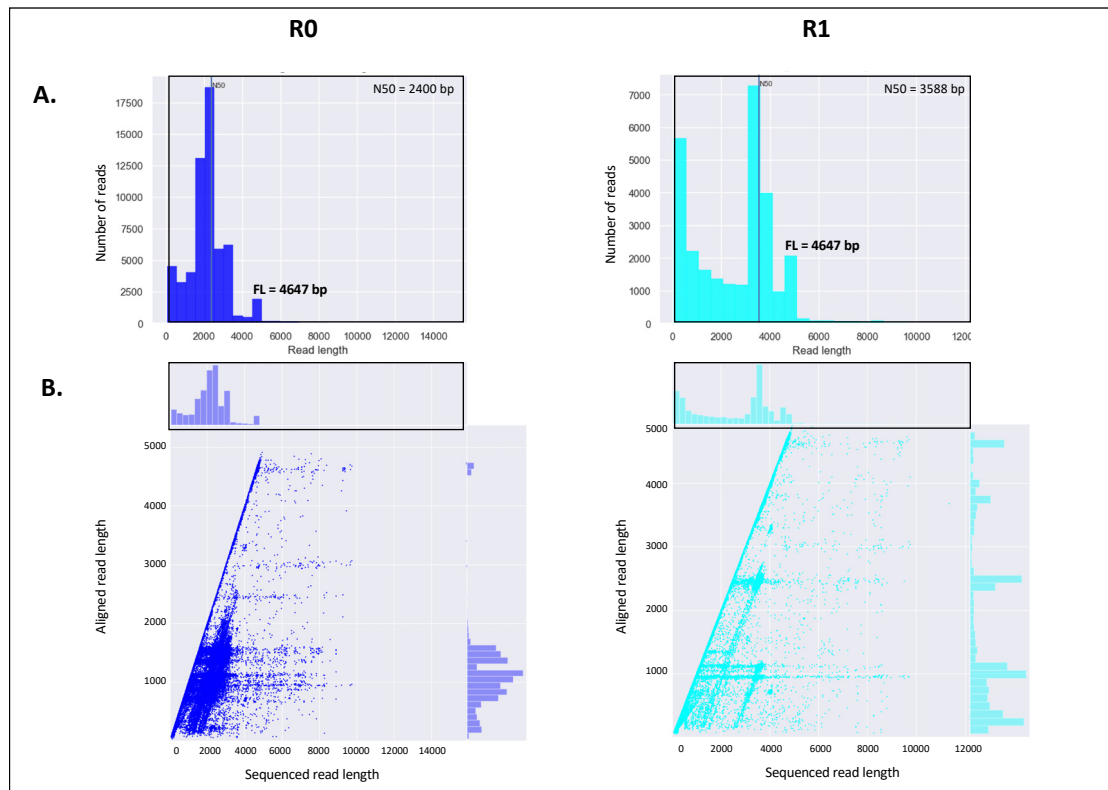 R0
R1
A.
N50 = 2400 bp
N50
17500
15000
12500
10000
7500
5000
2500
0
Number of reads
FL = 4647 bp
0 2000 4000 6000 8000 10000 12000 14000
Read length
N50 = 3588 bp
N50
7000
6000
5000
4000
3000
2000
1000
0
Number of reads
FL = 4647 bp
0 2000 4000 6000 8000 10000 1200
Read length
B.
5000
4000
3000
2000
1000
Aligned read length
0 2000 4000 6000 8000 10000 12000 14000
Sequenced read length
5000
4000
3000
2000
1000
0
Aligned read length
0 2000 4000 6000 8000 10000 12000
Sequenced read length